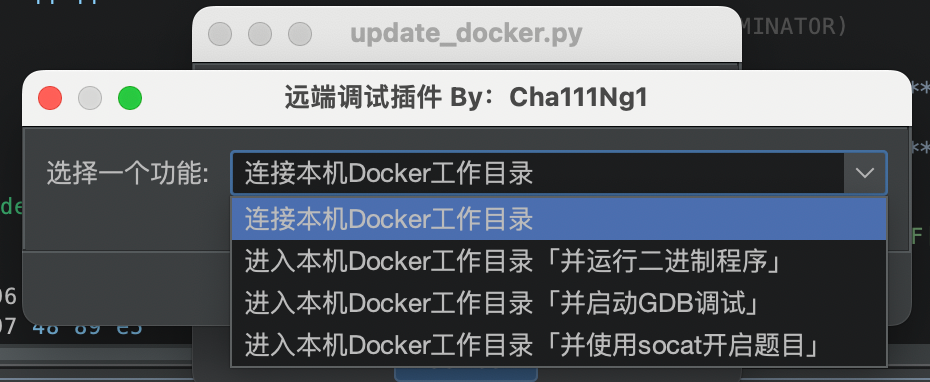 update_docker.py
MINATOR)
远端调试插件 By：Cha111Ng1
**
选择一个功能:
连接本机Docker工作目录
**
de
连接本机Docker工作目录
F
进入本机Docker工作目录「并运行二进制程序」
06
进入本机Docker工作目录「并启动GDB调试」
07 48 89 e5
进入本机Docker工作目录「并使用socat开启题目」